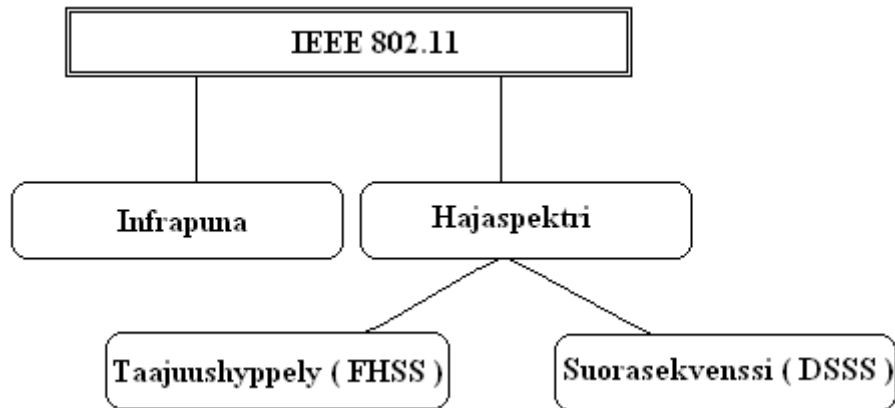 IEEE 802.11
Infrapuna
Hajaspektri
Taajuushyppely ( FHSS )
Suorasekvenssi ( DSSS )